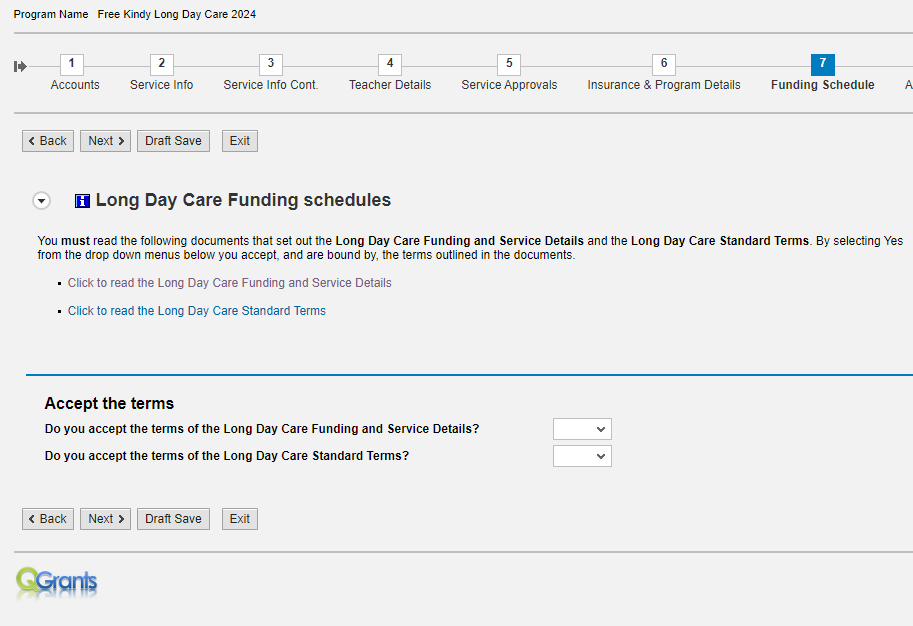 Program Name Free Kindy Long Day Care 2024
1 2 3 4 5 6 7
Accounts Service Info Service Info Cont. Teacher Details Service Approvals Insurance & Program Details Funding Schedule A
Back Next Draft Save Exit
i Long Day Care Funding schedules
You must read the following documents that set out the Long Day Care Funding and Service Details and the Long Day Care Standard Terms. By selecting Yes
from the drop down menus below you accept, and are bound by, the terms outlined in the documents.
Click to read the Long Day Care Funding and Service Details
Click to read the Long Day Care Standard Terms
Accept the terms
Do you accept the terms of the Long Day Care Funding and Service Details?
Do you accept the terms of the Long Day Care Standard Terms?
Back Next Draft Save Exit
QGrants